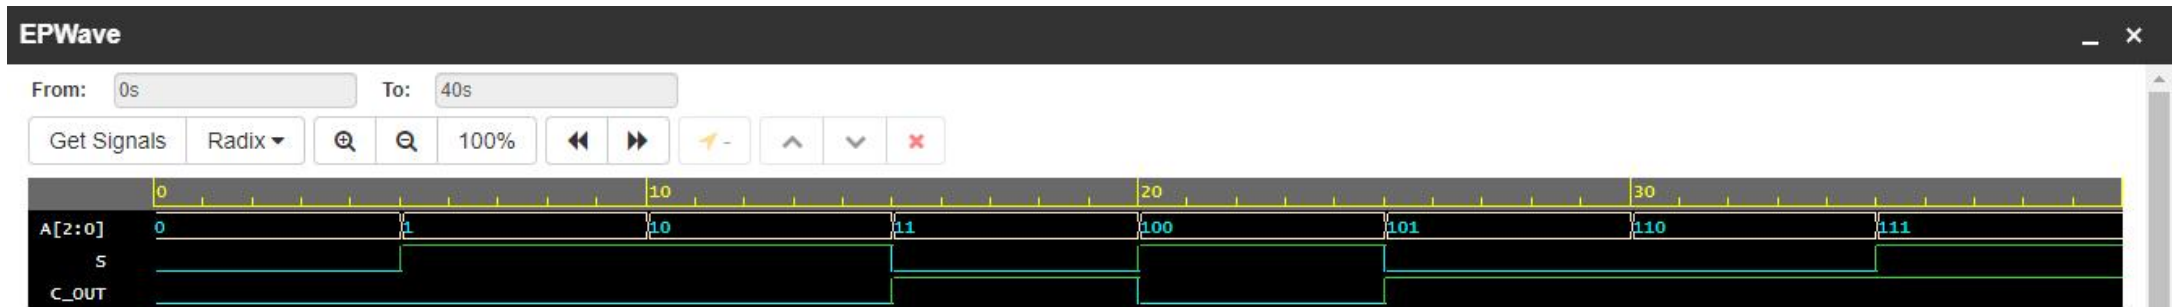 EPWave
From: 0s To: 40s
Get Signals Radix 100% -
0 10 20 30
A[2:0] 0 1 10 11 100 101 110 111
S
C_OUT